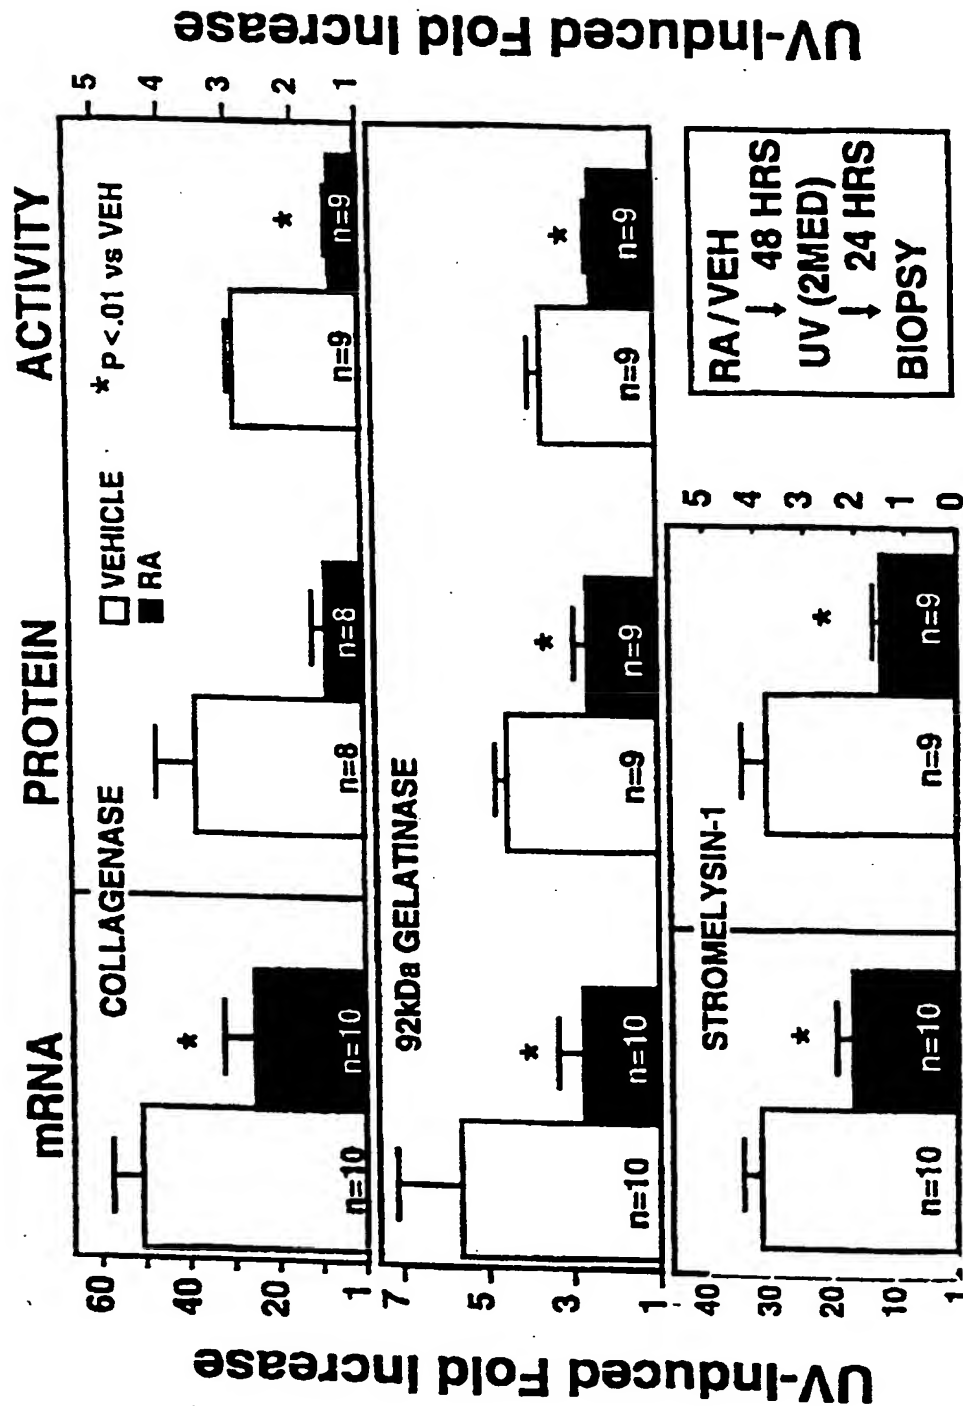 mRNA
PROTEIN
ACTIVITY
UV-Induced Fold Increase
60
20
1
COLLAGENASE
VEHICLE
RA
* P <.01 vs VEH
*
n=10
n=10
n=8
n=8
*
n=9
n=9
5
4
3
2
1
UV-Induced Fold Increase
7
5
3
1
92kDa GELATINASE
n=10
*
n=10
n=9
*
n=9
n=9
*
n=9
40
30
20
10
1
STROMELYSIN-1
n=10
*
n=10
n=9
*
n=9
5
4
3
2
1
0
RA/VEH
↓ 48 HRS
UV (2MED)
↓ 24 HRS
BIOPSY